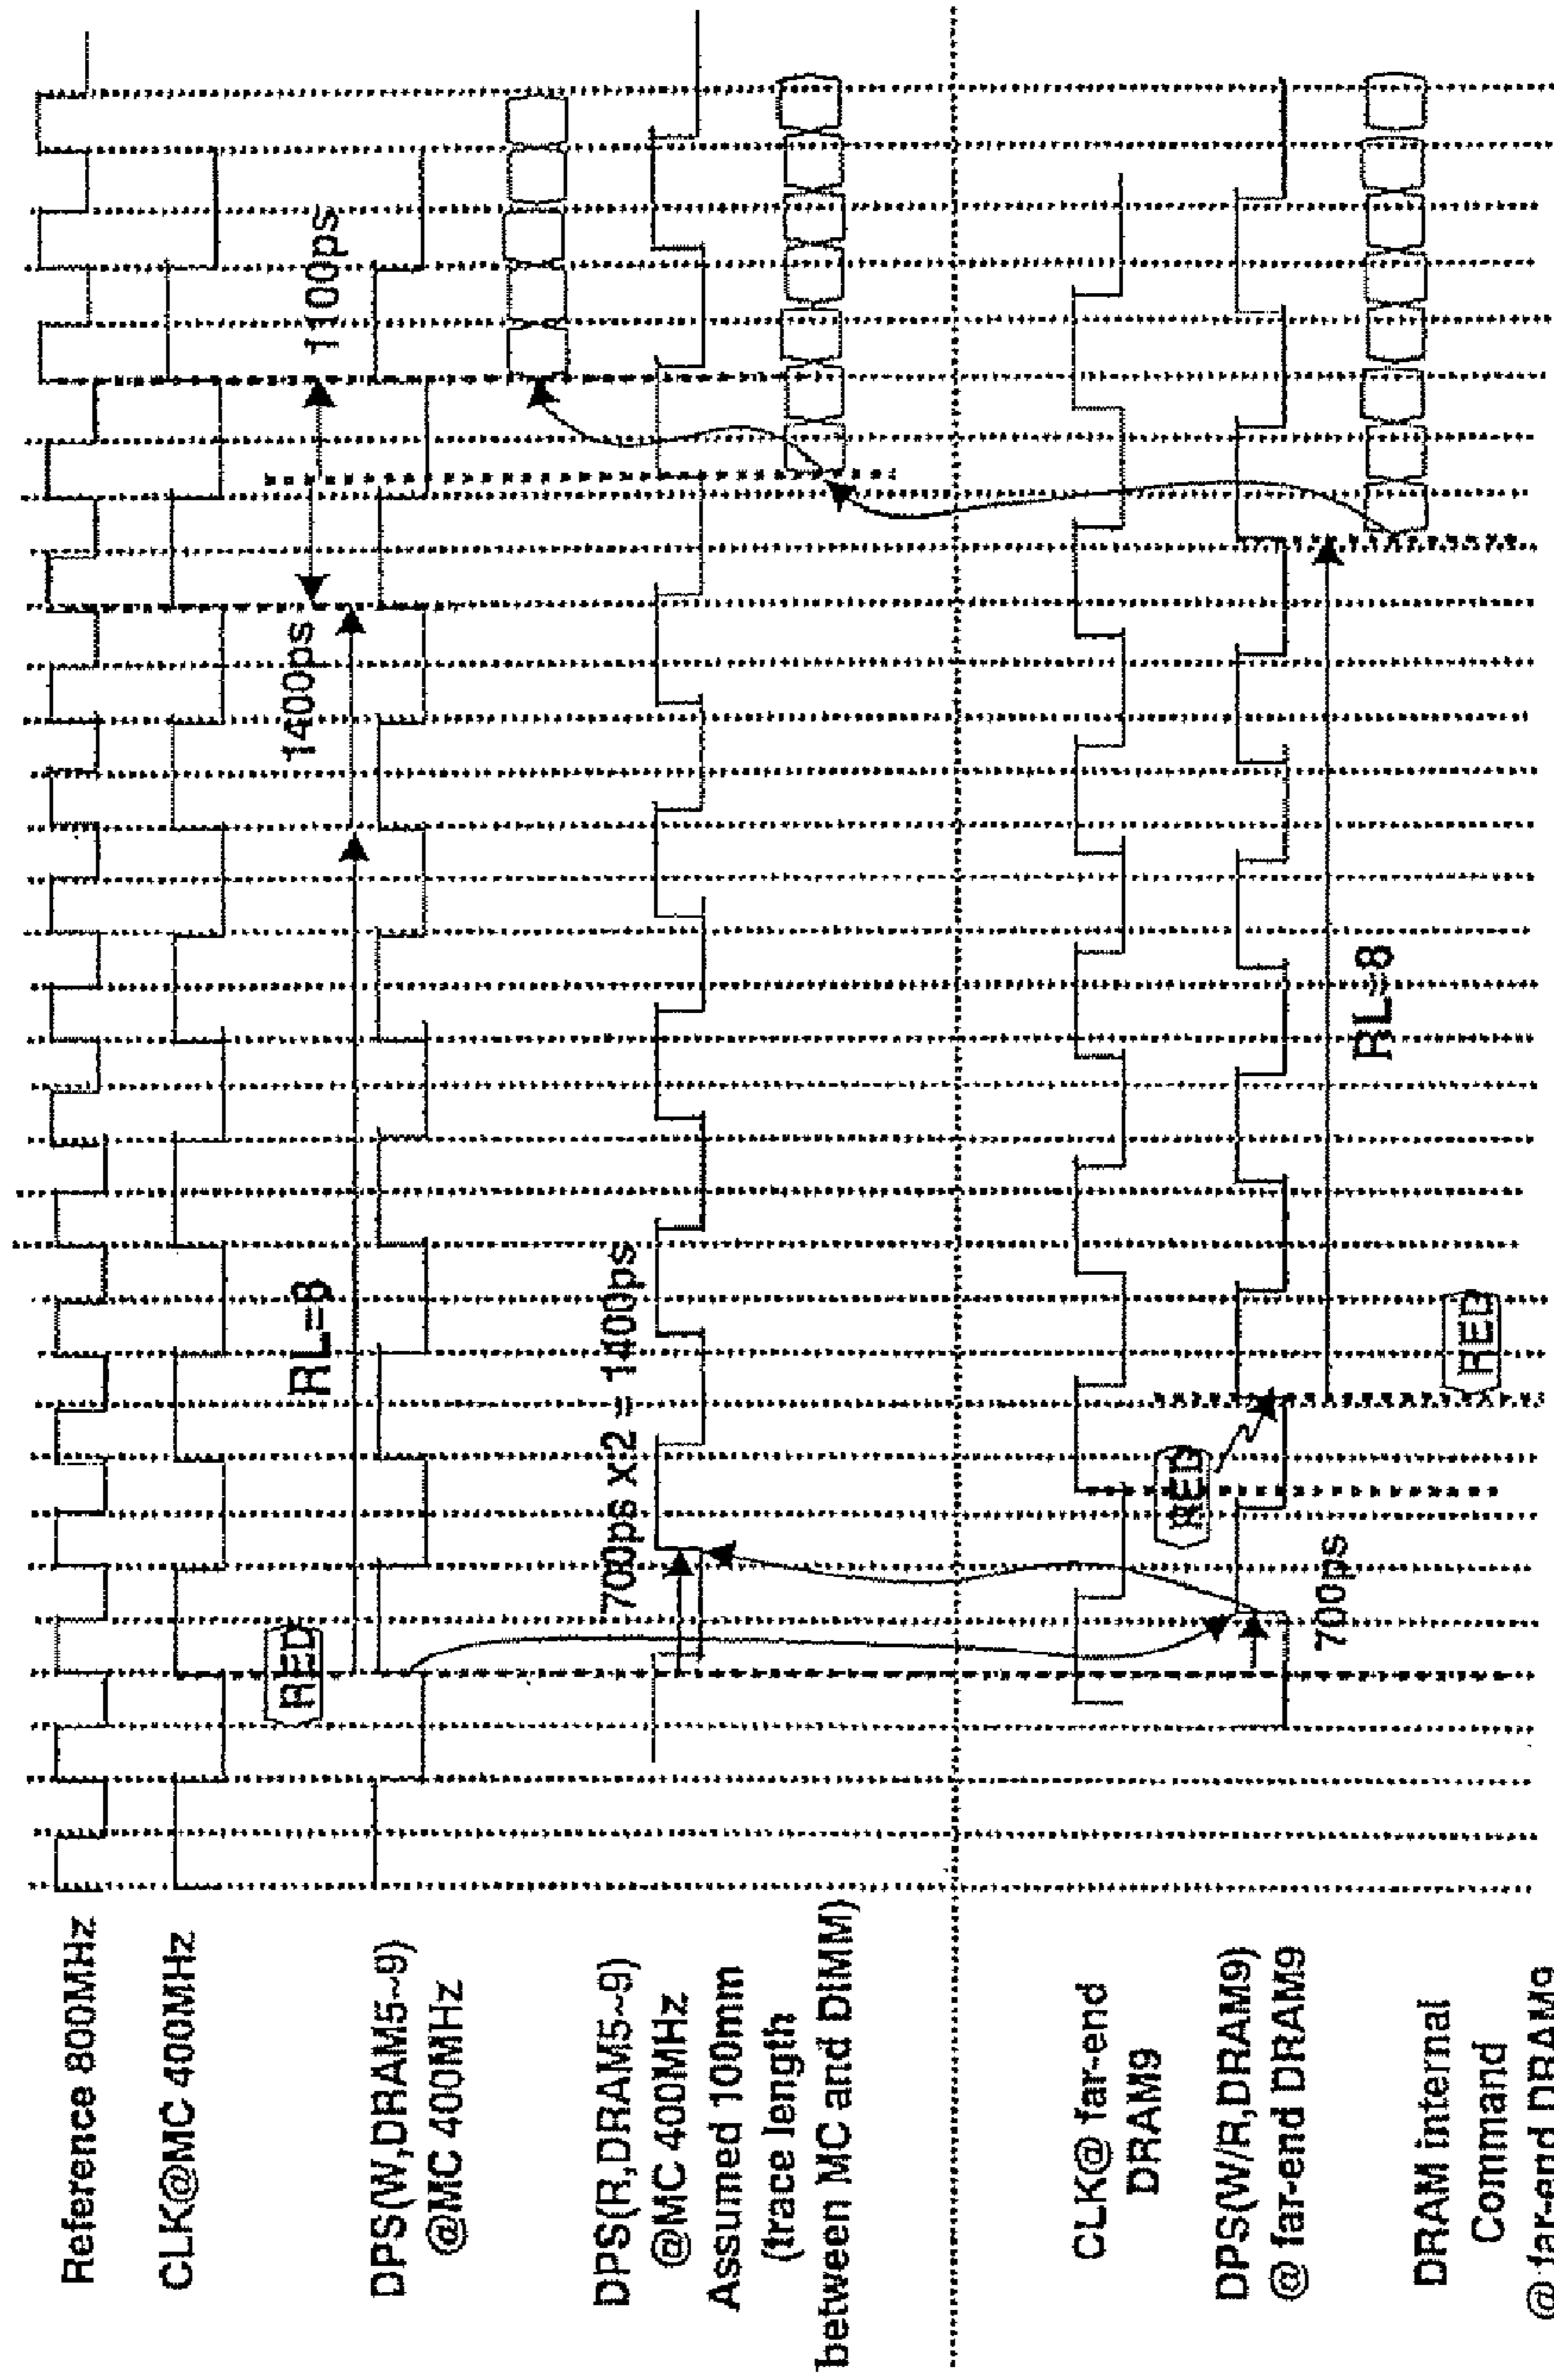 Reference 800MHz
CLK@MC 400MHz
RED
RL=8
1400ps
1100ps
DPS(W,DRAM5~9)
@MC 400MHz
DPS(R,DRAM5~9)
@MC 400MHz
Assumed 100mm
(trace length
between MC and DIMM)
700ps x2 = 1400ps
CLK@ far-end
DRAM9
RED
DPS(W/R,DRAM9)
@ far-end DRAM9
700ps
RL=8
DRAM internal
Command
@ far-end DRAM9
RED